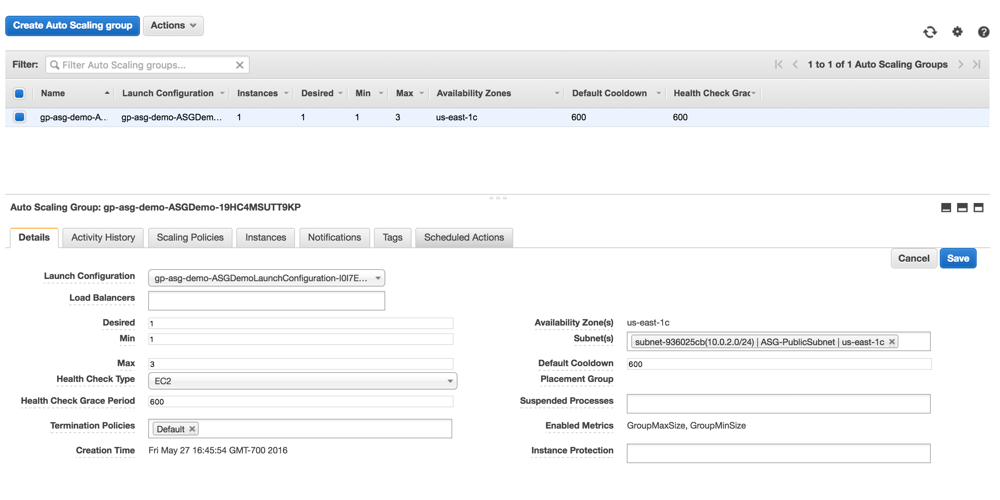 Create Auto Scaling group Actions
Filter: Filter Auto Scaling groups... 1 to 1 of 1 Auto Scaling Groups
Name Launch Configuration Instances Desired Min Max Availability Zones Default Cooldown Health Check Grac
gp-asg-demo-A... gp-asg-demo-ASGDem... 1 1 1 3 us-east-1c 600 600
Auto Scaling Group: gp-asg-demo-ASGDemo-19HC4MSUTT9KP
Details Activity History Scaling Policies Instances Notifications Tags Scheduled Actions
Cancel Save
Launch Configuration gp-asg-demo-ASGDemoLaunchConfiguration-I0I7E...
Load Balancers
Desired 1 Availability Zone(s) us-east-1c
Min 1 Subnet(s) subnet-936025cb(10.0.2.0/24) | ASG-PublicSubnet | us-east-1c
Max 3 Default Cooldown 600
Health Check Type EC2 Placement Group
Health Check Grace Period 600 Suspended Processes
Termination Policies Default Enabled Metrics GroupMaxSize, GroupMinSize
Creation Time Fri May 27 16:45:54 GMT-700 2016 Instance Protection